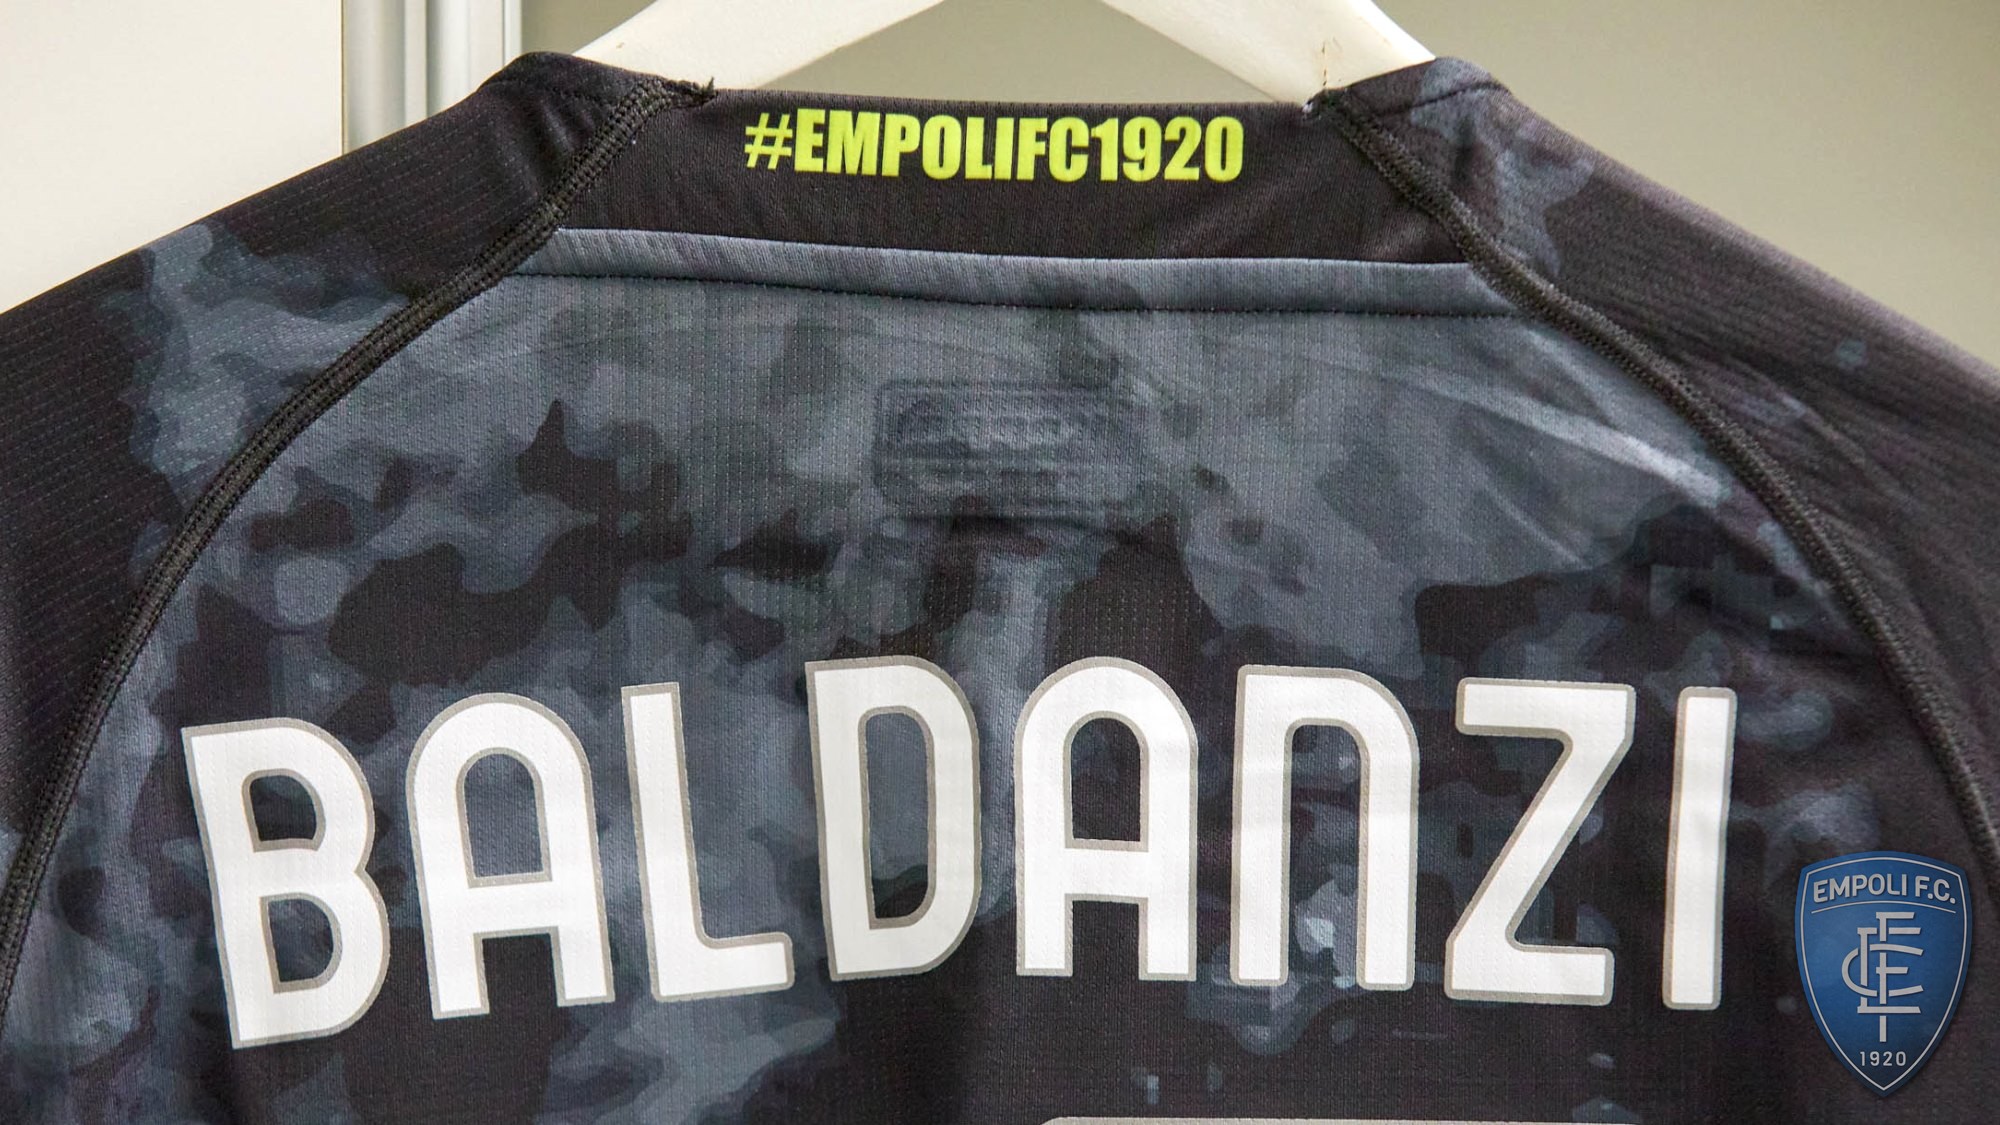 #EMPOLIFC1920
BALDANZI
EMPOLI F.C.
1920